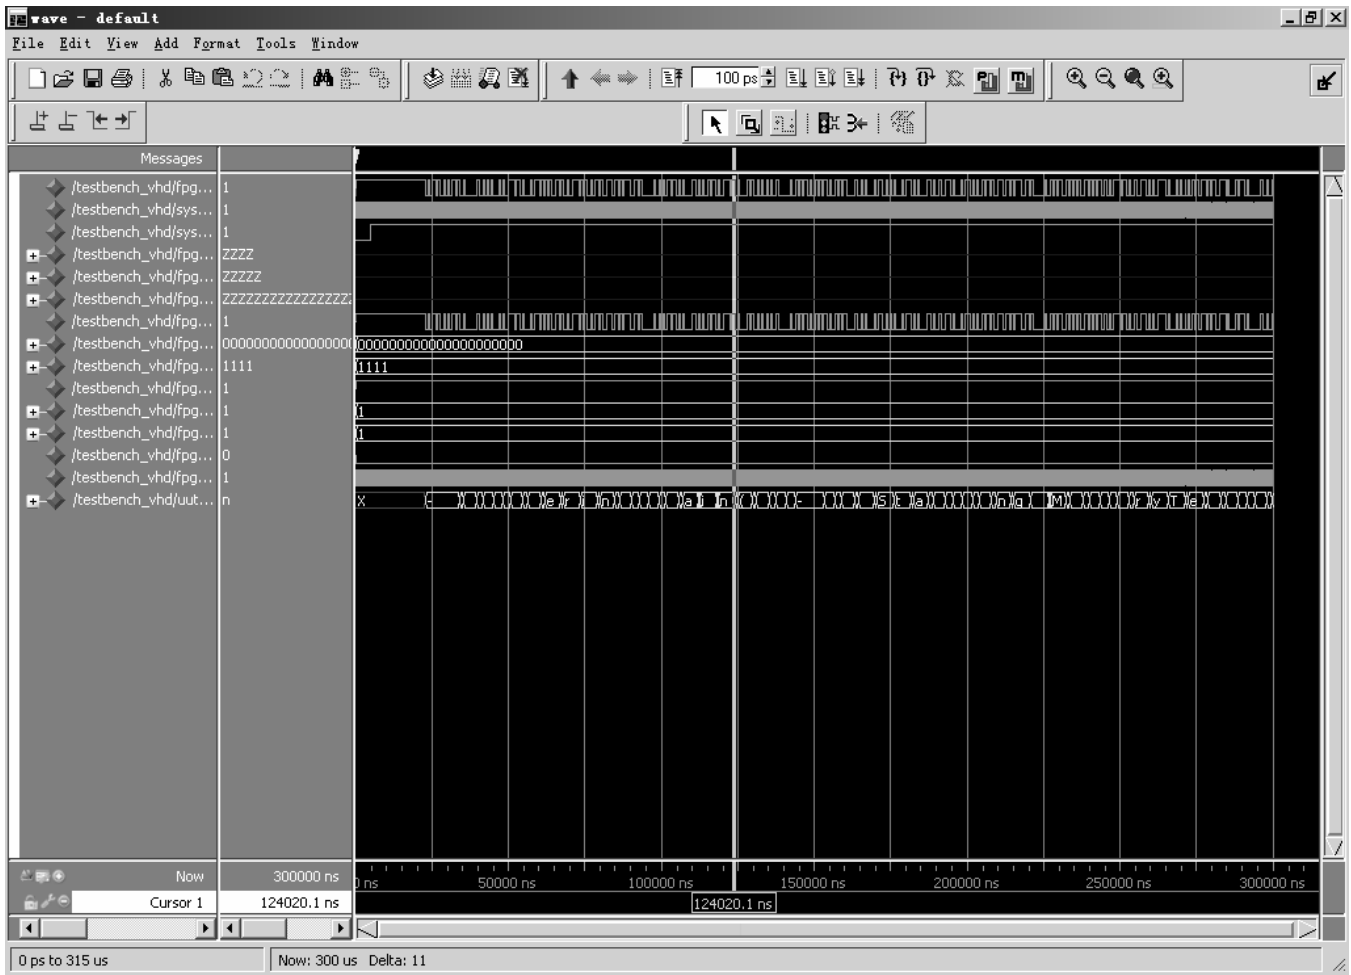 wave - default
File Edit View Add Format Tools Window
100 ps
Messages
/testbench_vhd/fpg... 1
/testbench_vhd/sys... 1
/testbench_vhd/sys... 1
/testbench_vhd/fpg... ZZZZ
/testbench_vhd/fpg... ZZZZZ
/testbench_vhd/fpg... ZZZZZZZZZZZZZZZZZ
/testbench_vhd/fpg... 1
/testbench_vhd/fpg... 00000000000000000 000000000000000000000
/testbench_vhd/fpg... 1111 1111
/testbench_vhd/fpg... 1
/testbench_vhd/fpg... 1 1
/testbench_vhd/fpg... 1 1
/testbench_vhd/fpg... 0
/testbench_vhd/fpg... 1
/testbench_vhd/uut... n X - e r i n a i n - S t a n g M r y T e
Now 300000 ns 0 ns 50000 ns 100000 ns 150000 ns 200000 ns 250000 ns 300000 ns
Cursor 1 124020.1 ns 124020.1 ns
0 ps to 315 us Now: 300 us Delta: 11